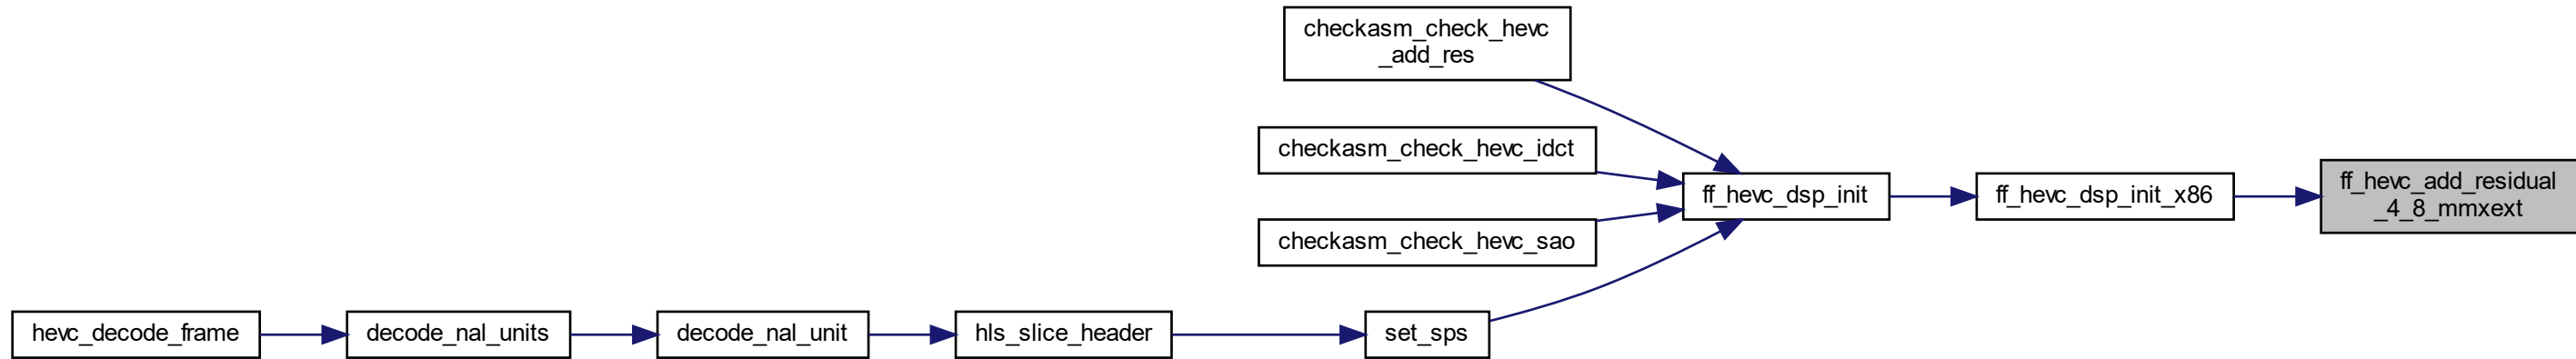 checkasm_check_hevc
_add_res
checkasm_check_hevc_idct
ff_hevc_add_residual
_4_8_mmxext
ff_hevc_dsp_init
ff_hevc_dsp_init_x86
checkasm_check_hevc_sao
hevc_decode_frame
decode_nal_units
decode_nal_unit
hls_slice_header
set_sps